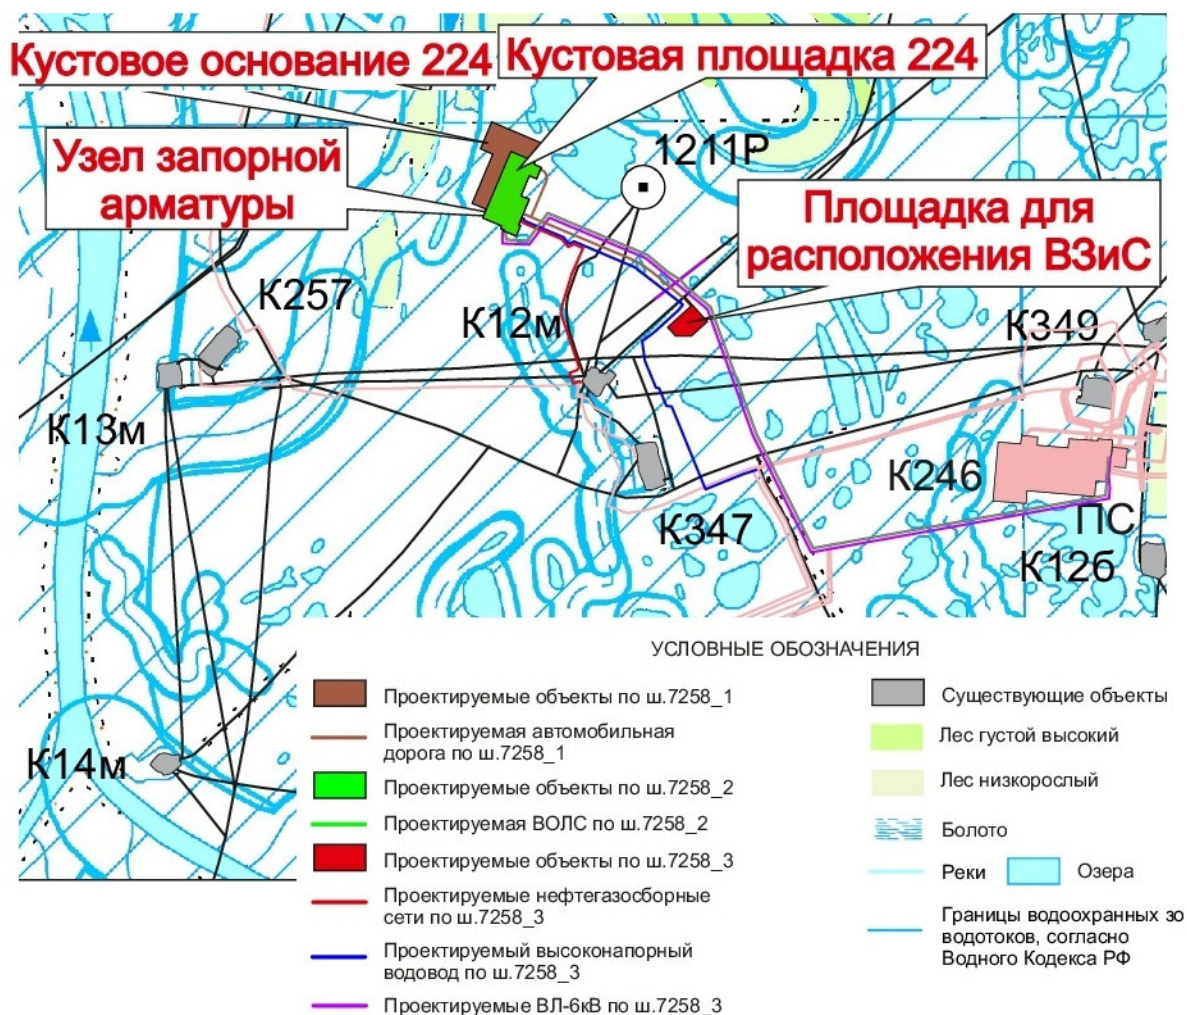 Кустовое основание 224
Кустовая площадка 224
Узел запорной
арматуры
1211Р
Площадка для
расположения ВЗиС
К257
К12м
К349
К13м
К246
К347
ПС
К126
К14м
УСЛОВНЫЕ ОБОЗНАЧЕНИЯ
Проектируемые объекты по ш.7258_1
Проектируемая автомобильная
дорога по ш.7258_1
Проектируемые объекты по ш.7258_2
Проектируемая ВОЛС по ш.7258_2
Проектируемые объекты по ш.7258_3
Проектируемые нефтегазосборные
сети по ш.7258_3
Проектируемый высоконапорный
водовод по ш.7258_3
Проектируемые ВЛ-6кВ по ш.7258_3
Существующие объекты
Лес густой высокий
Лес низкорослый
Болото
Реки
Озера
Границы водоохранных зо
водотоков, согласно
Водного Кодекса РФ